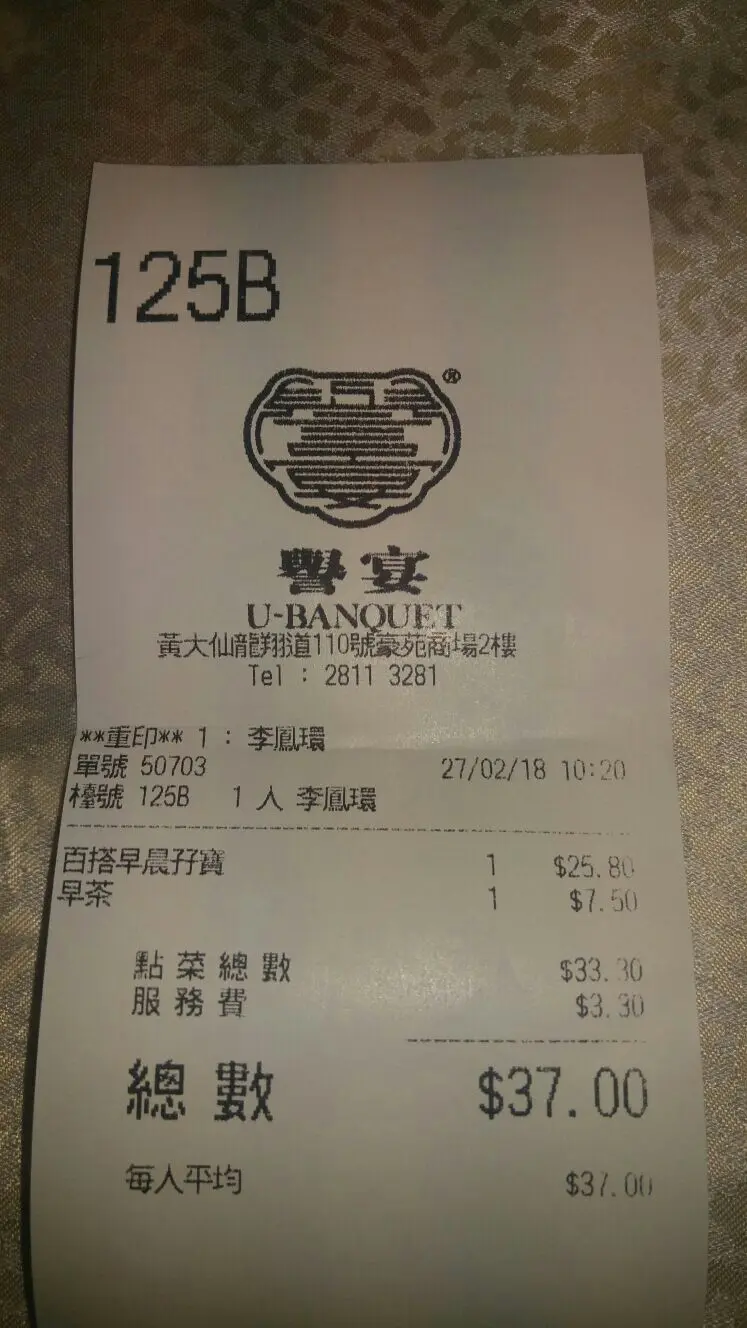 125B
®
譽宴
U-BANQUET
黃大仙龍翔道110號豪苑商場2樓
Tel : 2811 3281
**重印** 1 : 李鳳環
單號 50703 27/02/18 10:20
檯號 125B 1 人 李鳳環
百搭早晨孖寶 1 $25.80
早茶 1 $7.50
點菜總數 $33.30
服務費 $3.30
總數 $37.00
每人平均 $37.00